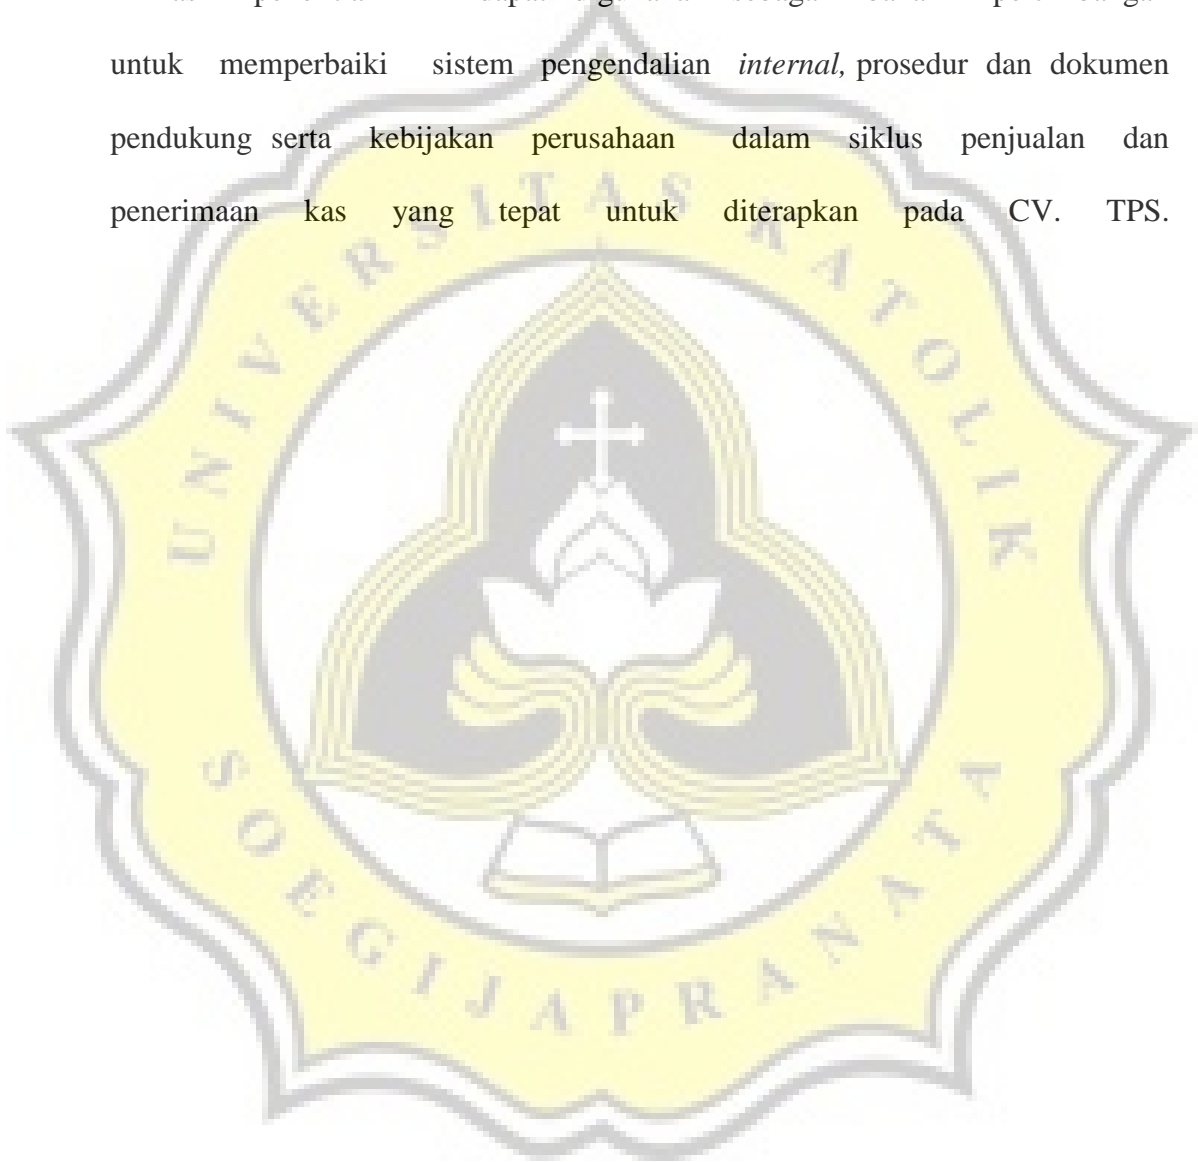 untuk memperbaiki sistem pengendalian internal, prosedur dan dokumen
pendukung serta kebijakan perusahaan dalam siklus penjualan dan
penerimaan kas yang tepat untuk diterapkan pada CV. TPS.
UNIVERSITAS KATOLIK
SOEGIJAPRANATA